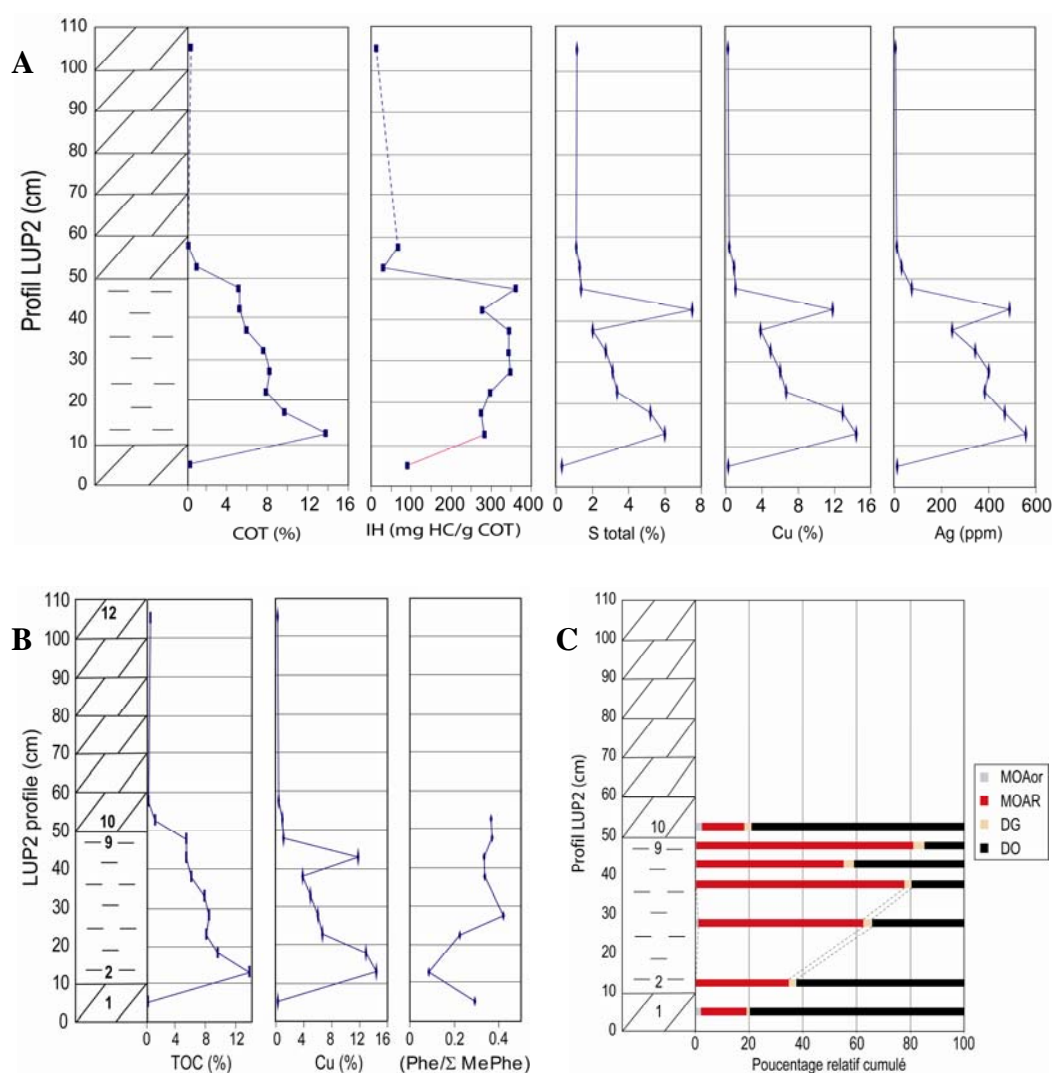 A
Profil LUP2 (cm)
110
100
90
80
70
60
50
40
30
20
10
0
0 4 8 12 16
COT (%)
0 100 200 300 400
IH (mg HC/g COT)
2 4 6 8
S total (%)
0 4 8 12 16
Cu (%)
0 200 400 600
Ag (ppm)
B
LUP2 profile (cm)
110
100
90
80
70
60
50
40
30
20
10
0
12
10
9
2
1
0 4 8 12
TOC (%)
0 4 8 12 16
Cu (%)
0 0.2 0.4
(Phe/Σ MePhe)
C
Profil LUP2 (cm)
110
100
90
80
70
60
50
40
30
20
10
0
10
9
2
1
0 20 40 60 80 100
Poucentage relatif cumulé
MOAor
MOAR
DG
DO